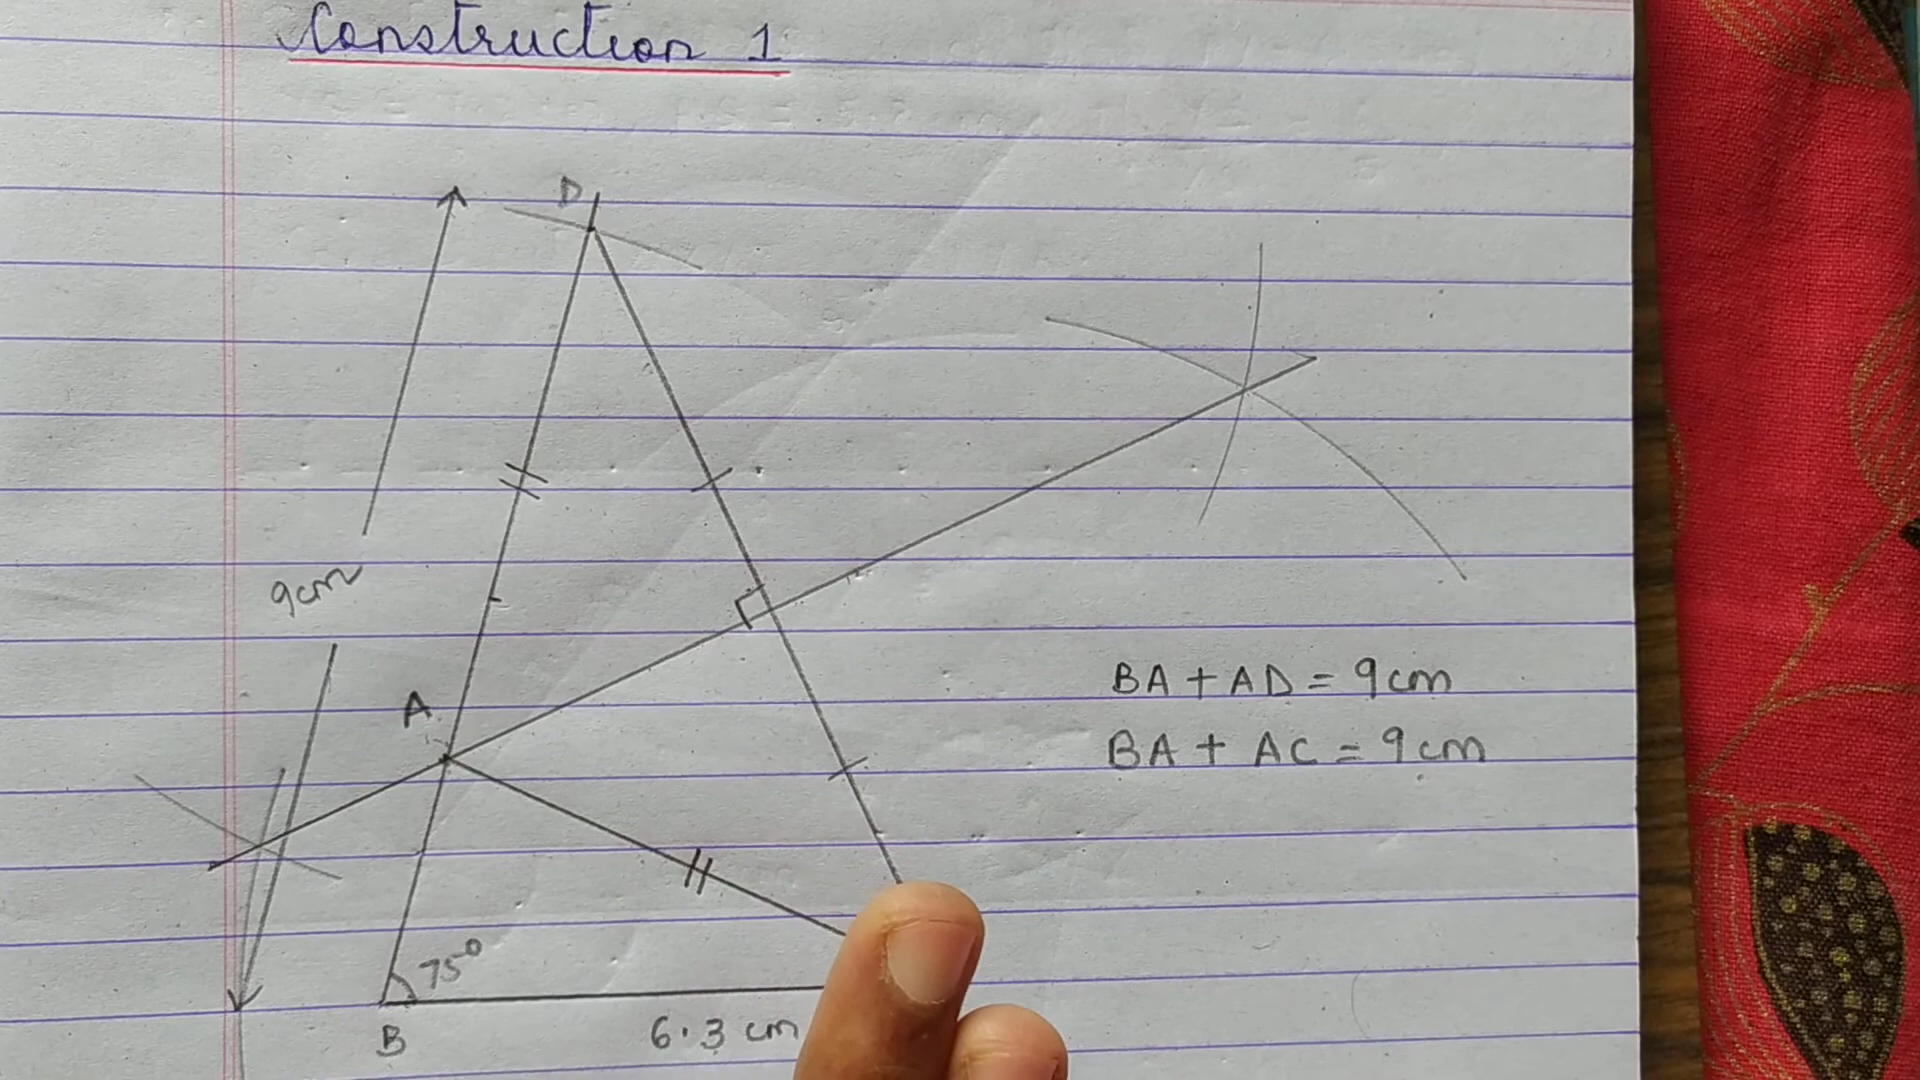 Construction 1
D
9cm
A
BA + AD = 9cm
BA + AC = 9cm
75°
B
6.3 cm